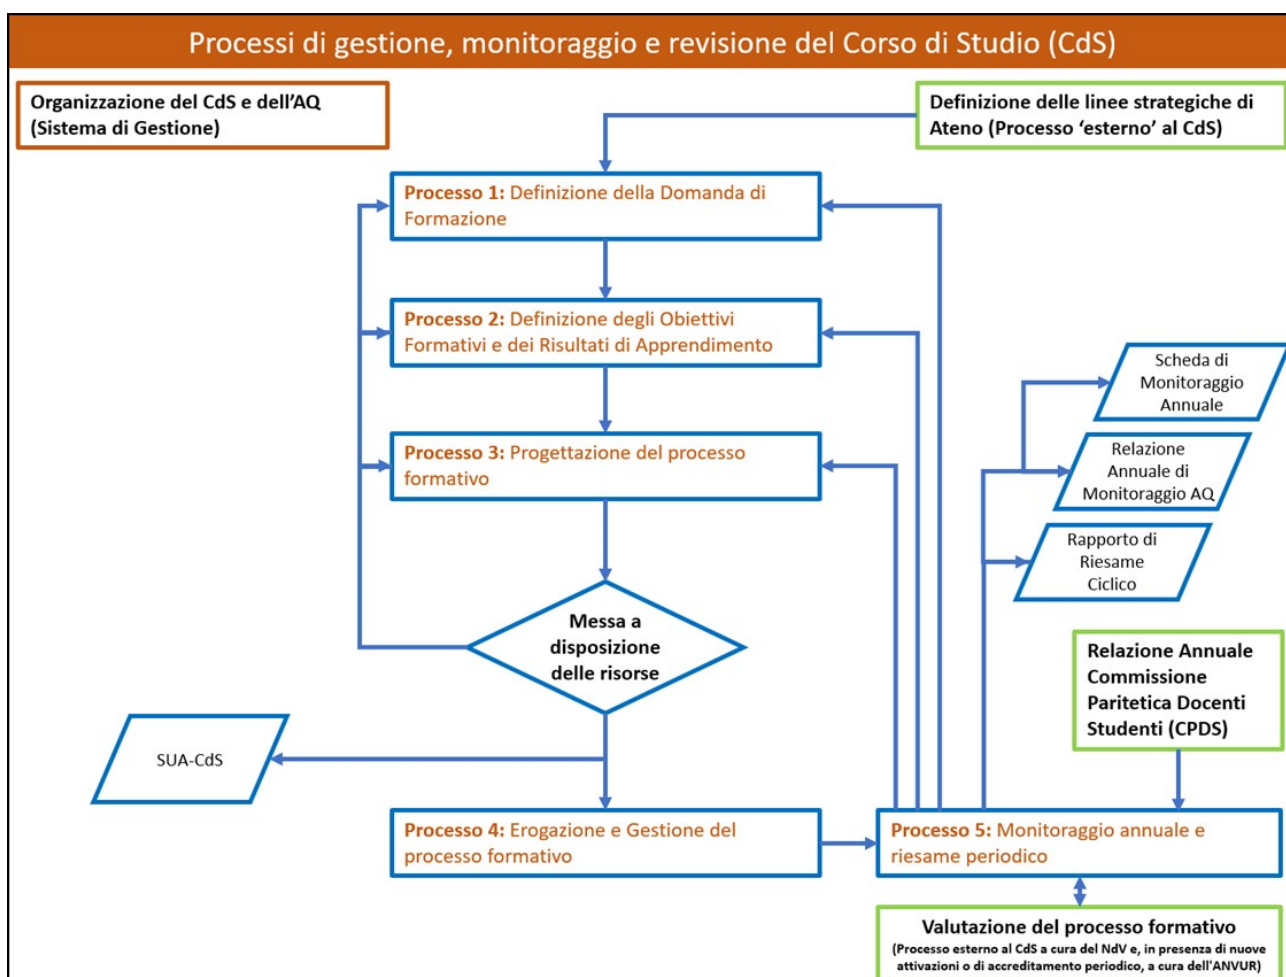 Processi di gestione, monitoraggio e revisione del Corso di Studio (CdS)
Organizzazione del CdS e dell'AQ
(Sistema di Gestione)
Definizione delle linee strategiche di
Ateno (Processo 'esterno' al CdS)
Processo 1: Definizione della Domanda di
Formazione
Processo 2: Definizione degli Obiettivi
Formativi e dei Risultati di Apprendimento
Scheda di
Monitoraggio
Annuale
Processo 3: Progettazione del processo
formativo
Relazione
Annuale di
Monitoraggio AQ
Rapporto di
Riesame
Ciclico
Messa a
disposizione
delle risorse
Relazione Annuale
Commissione
Paritetica Docenti
Studenti (CPDS)
SUA-CdS
Processo 4: Erogazione e Gestione del
processo formativo
Processo 5: Monitoraggio annuale e
riesame periodico
Valutazione del processo formativo
(Processo esterno al CdS a cura del NdV e, in presenza di nuove
attivazioni o di accreditamento periodico, a cura dell'ANVUR)